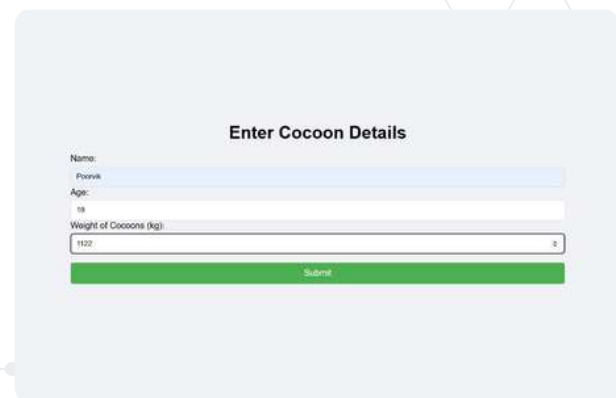 Enter Cocoon Details
Name:
Poorvik
Age:
19
Weight of Cocoons (kg):
1122
Submit